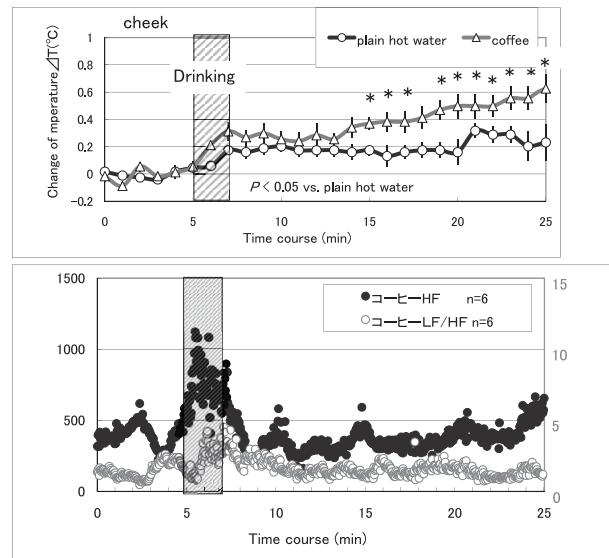 cheek
plain hot water
coffee
Drinking
Change of mperature ⊿T(℃)
1
0.8
0.6
0.4
0.2
0
-0.2
* * * * * * * * *
P < 0.05 vs. plain hot water
0 5 10 15 20 25
Time course (min)
1500
1000
500
0
コーヒーHF n=6
コーヒーLF/HF n=6
15
10
5
0
0 5 10 15 20 25
Time course (min)